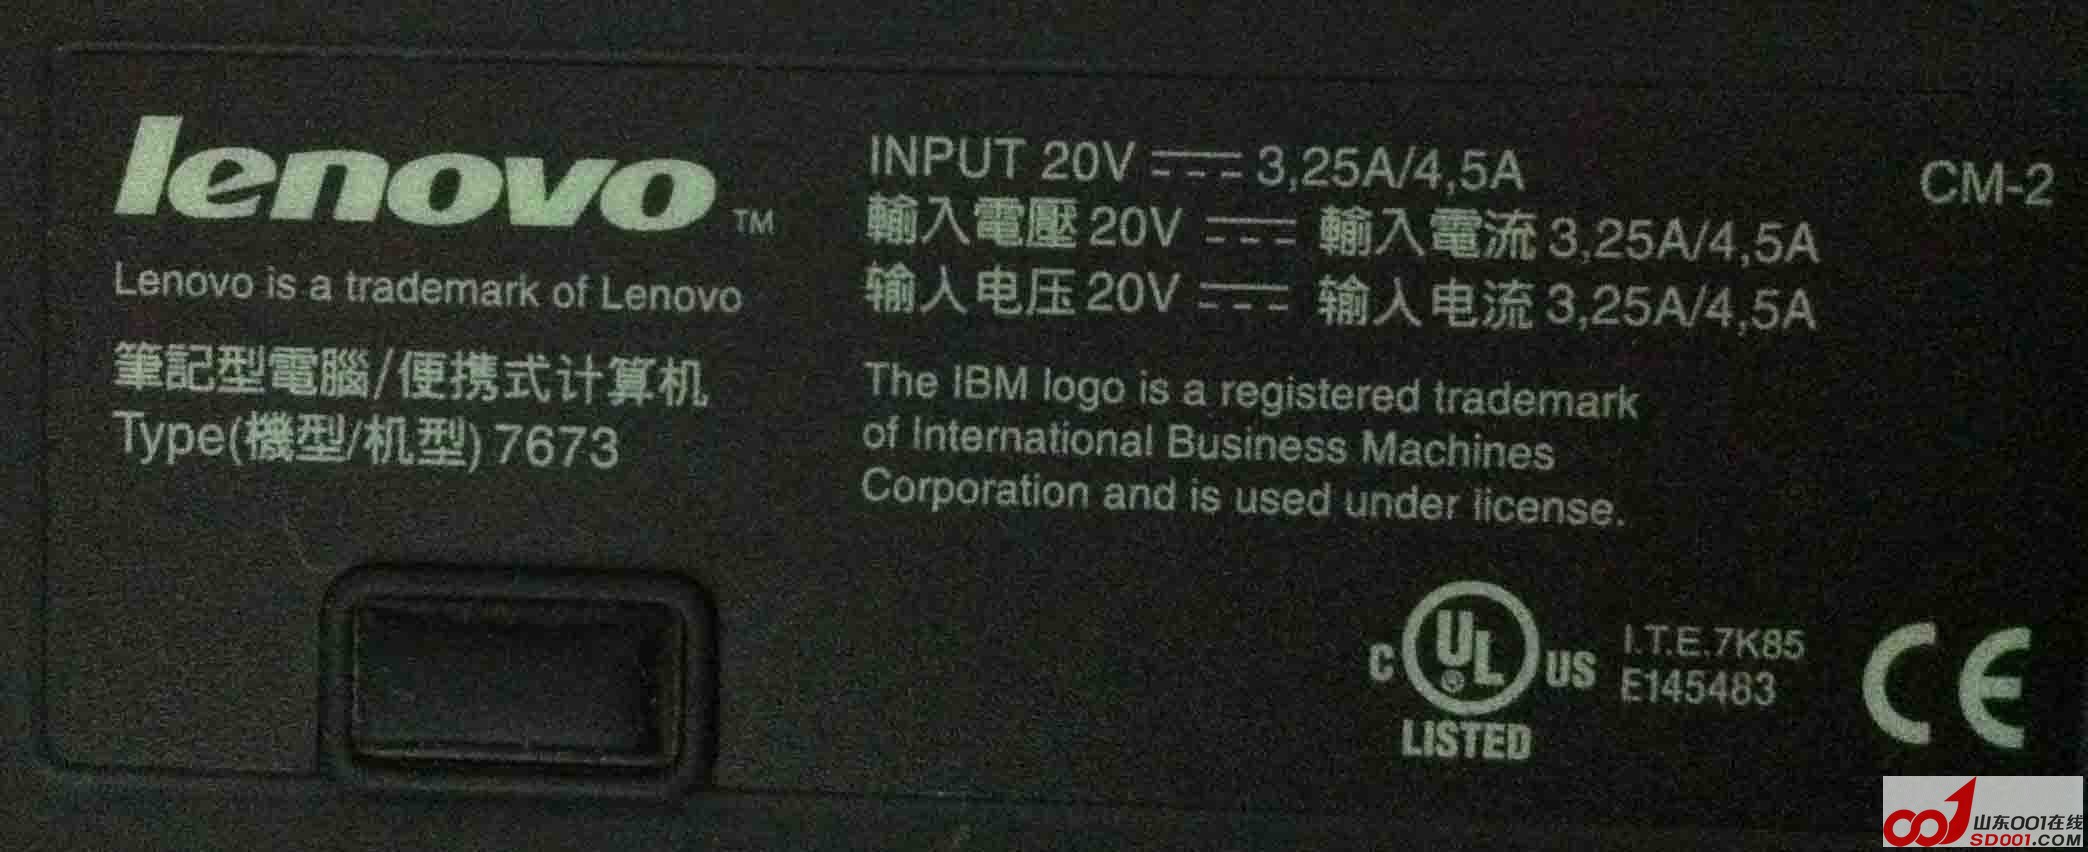 lenovo TM
Lenovo is a trademark of Lenovo
筆記型電腦/便携式计算机
Type(機型/机型) 7673
INPUT 20V ⎓ 3,25A/4,5A
輸入電壓 20V ⎓ 輸入電流 3,25A/4,5A
输入电压 20V ⎓ 输入电流 3,25A/4,5A
CM-2
The IBM logo is a registered trademark
of International Business Machines
Corporation and is used under license.
C UL ® US
LISTED
I.T.E.7K85
E145483
CE
山东001在线
SD001.COM